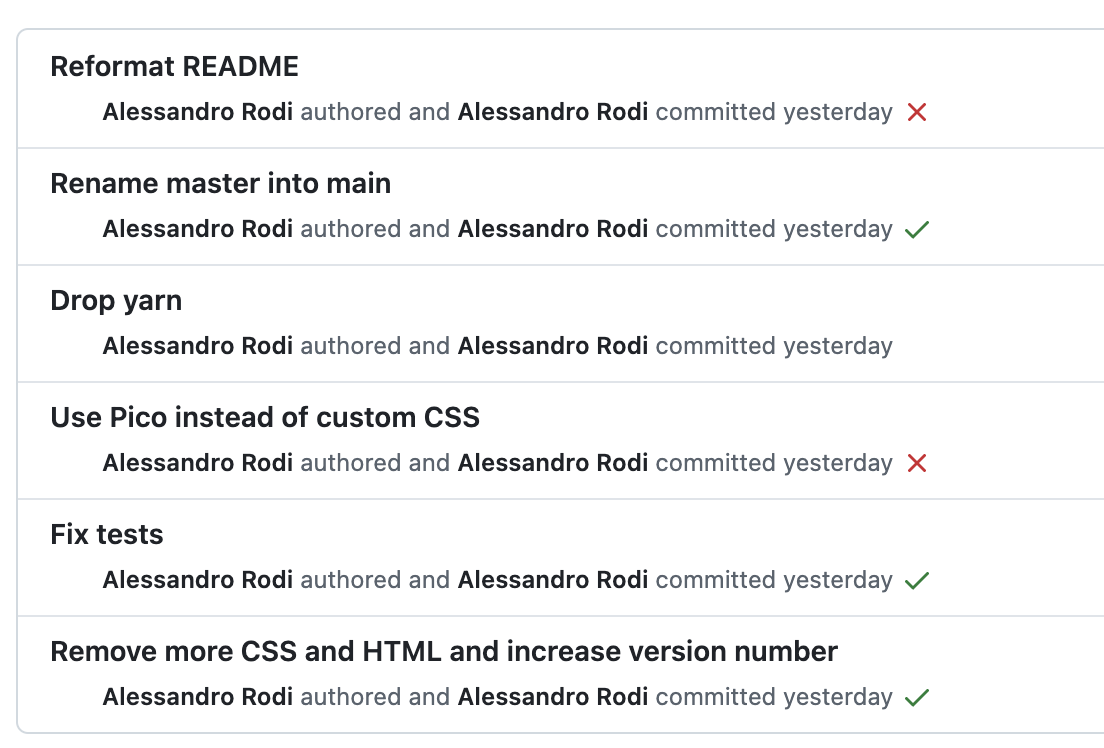 Reformat README
Alessandro Rodi authored and Alessandro Rodi committed yesterday
Rename master into main
Alessandro Rodi authored and Alessandro Rodi committed yesterday
Drop yarn
Alessandro Rodi authored and Alessandro Rodi committed yesterday
Use Pico instead of custom CSS
Alessandro Rodi authored and Alessandro Rodi committed yesterday
Fix tests
Alessandro Rodi authored and Alessandro Rodi committed yesterday
Remove more CSS and HTML and increase version number
Alessandro Rodi authored and Alessandro Rodi committed yesterday